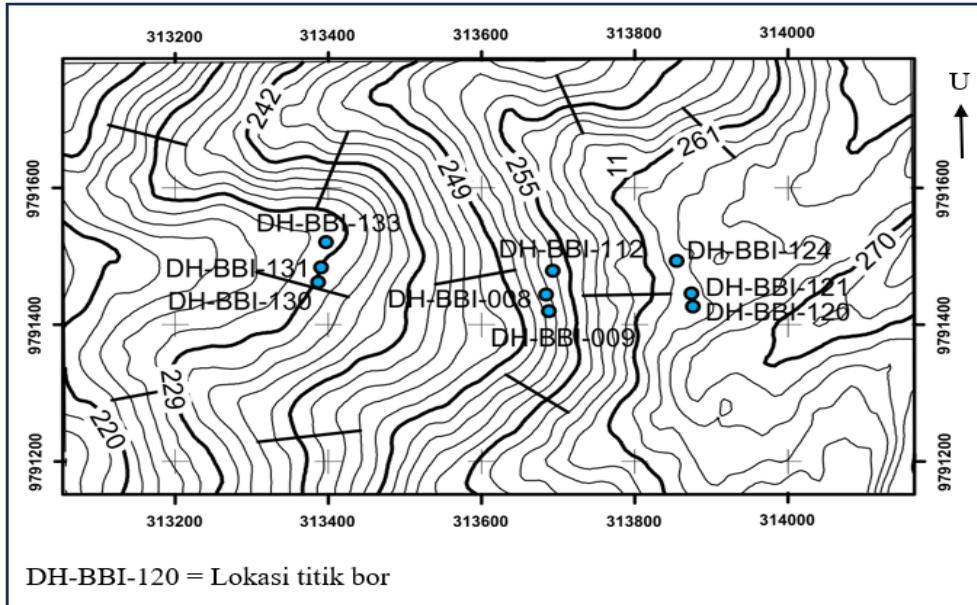 313200 313400 313600 313800 314000
U
242
261
11
249
255
9791600 9791600
DH-BBI-133
DH-BBI-112 DH-BBI-124
270
DH-BBI-131
DH-BBI-130 DH-BBI-008 DH-BBI-121
DH-BBI-120
9791400 9791400
DH-BBI-009
229
220
9791200 9791200
313200 313400 313600 313800 314000
DH-BBI-120 = Lokasi titik bor